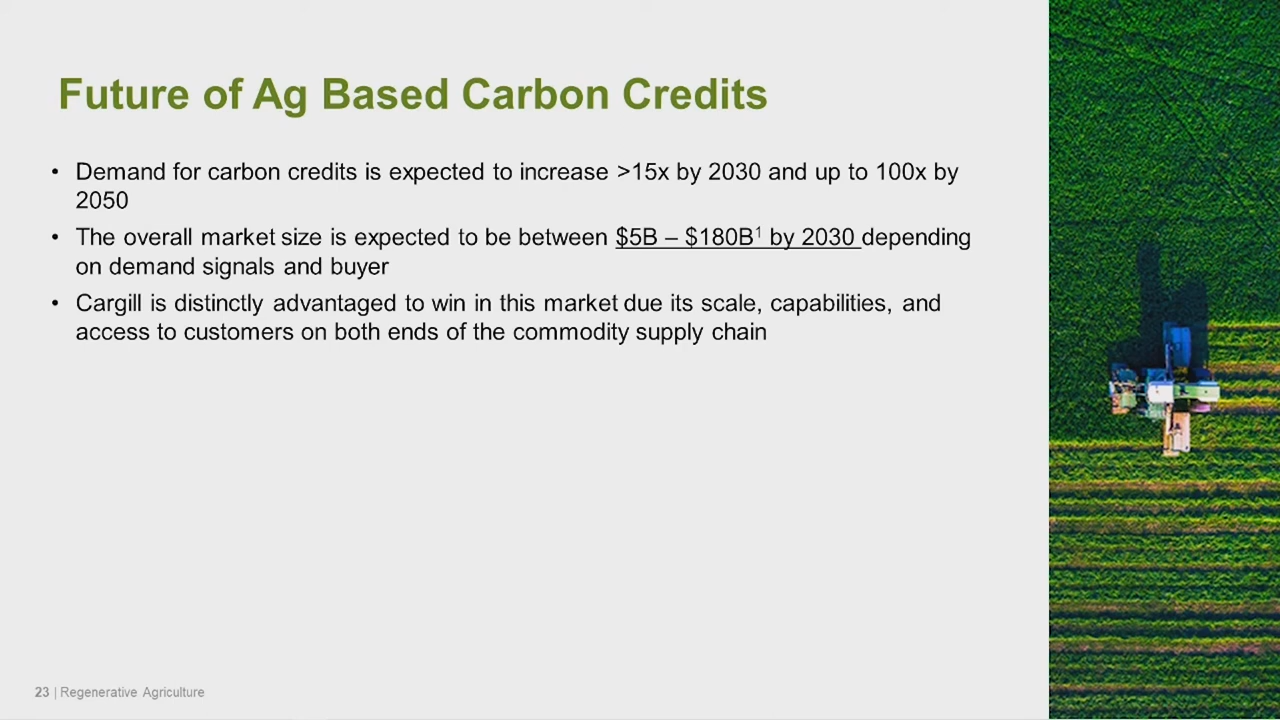 Future of Ag Based Carbon Credits
• Demand for carbon credits is expected to increase >15x by 2030 and up to 100x by
2050
• The overall market size is expected to be between $5B – $180B¹ by 2030 depending
on demand signals and buyer
• Cargill is distinctly advantaged to win in this market due its scale, capabilities, and
access to customers on both ends of the commodity supply chain
23 | Regenerative Agriculture